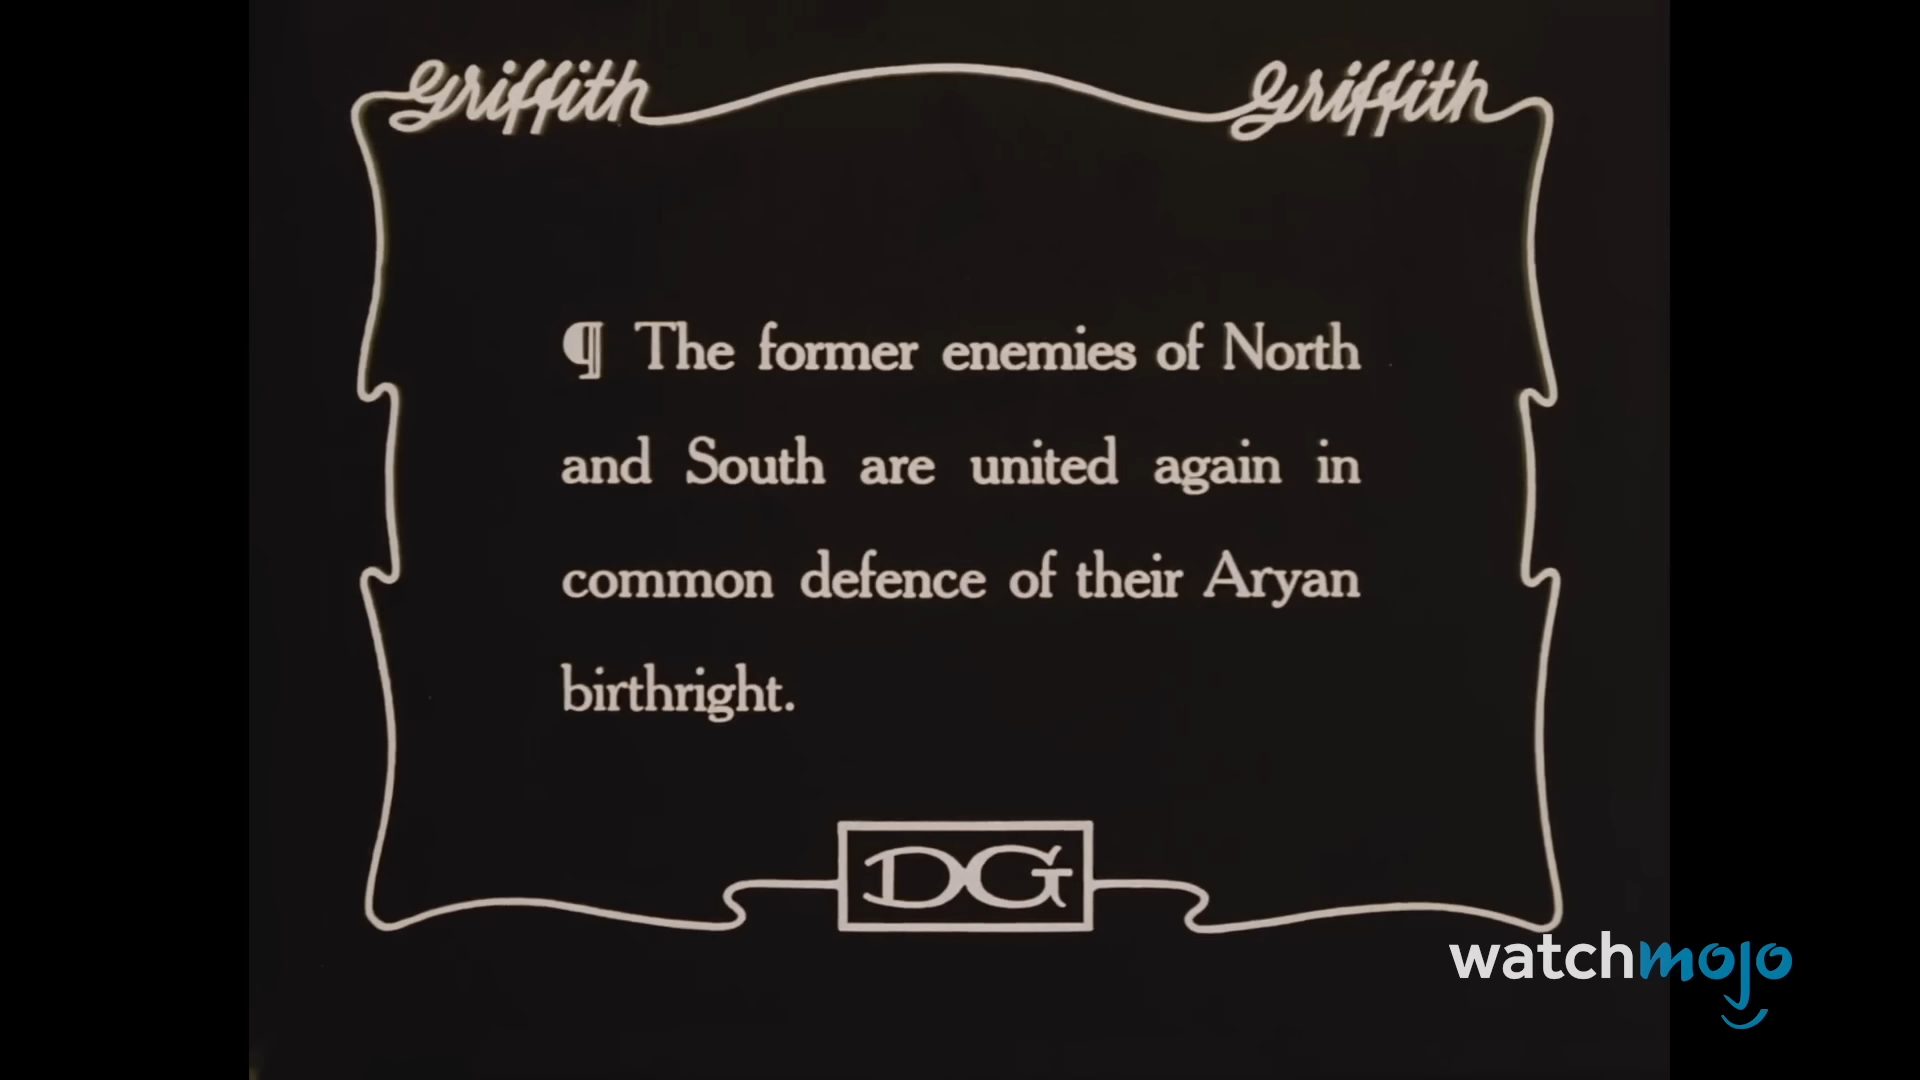 Griffith Griffith
¶ The former enemies of North
and South are united again in
common defence of their Aryan
birthright.
DG
watchmojo